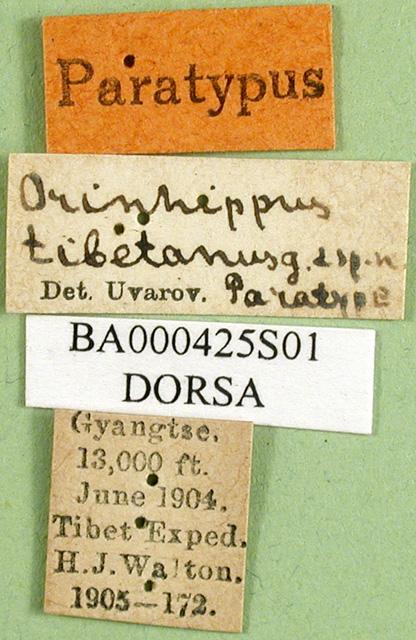 Paratypus
Orinhippus
tibetanus g. & sp. n.
Det. Uvarov. Paratype
BA000425S01
DORSA
Gyangtse.
13,000 ft.
June 1904.
Tibet Exped.
H.J. Walton.
1905—172.